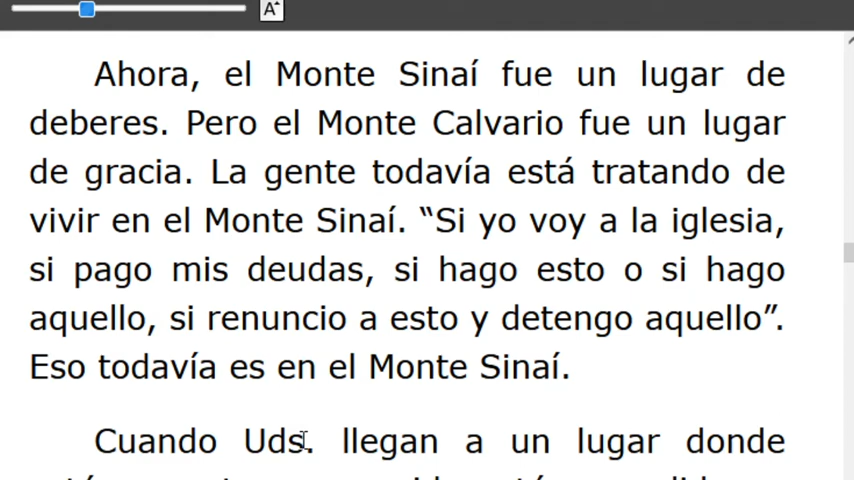 A
Ahora, el Monte Sinaí fue un lugar de
deberes. Pero el Monte Calvario fue un lugar
de gracia. La gente todavía está tratando de
vivir en el Monte Sinaí. “Si yo voy a la iglesia,
si pago mis deudas, si hago esto o si hago
aquello, si renuncio a esto y detengo aquello”.
Eso todavía es en el Monte Sinaí.
Cuando Uds. llegan a un lugar donde